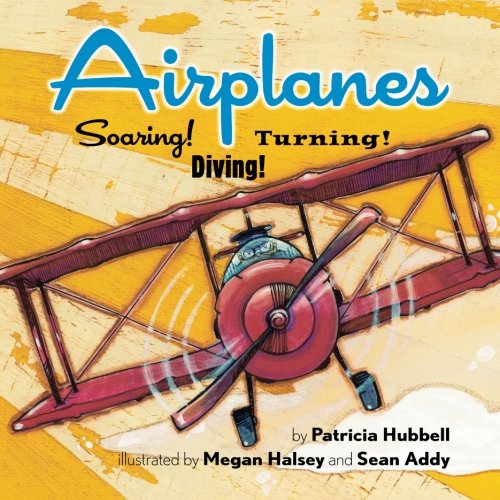 Airplanes
Soaring! Turning!
Diving!
by Patricia Hubbell
illustrated by Megan Halsey and Sean Addy